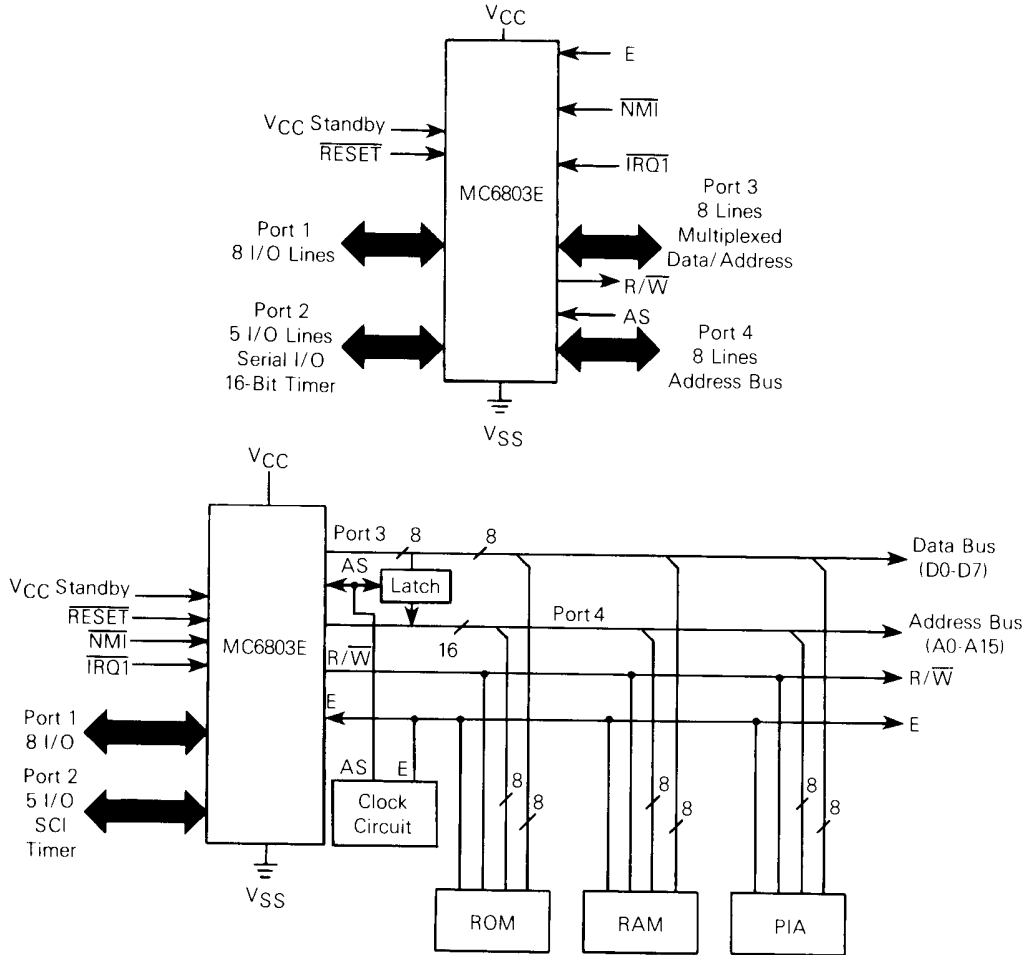 VCC
E
NMI
VCC Standby
RESET
IRQ1
MC6803E
Port 3
8 Lines
Multiplexed
Data/Address
Port 1
8 I/O Lines
R/W
AS
Port 2
5 I/O Lines
Serial I/O
16-Bit Timer
Port 4
8 Lines
Address Bus
VSS
VCC
Port 3
8
8
Data Bus
(D0-D7)
AS
Latch
VCC Standby
RESET
NMI
IRQ1
MC6803E
Port 4
16
Address Bus
(A0-A15)
R/W
R/W
E
E
Port 1
8 I/O
Port 2
5 I/O
SCI
Timer
AS
E
Clock
Circuit
8
8
8
8
8
8
VSS
ROM
RAM
PIA